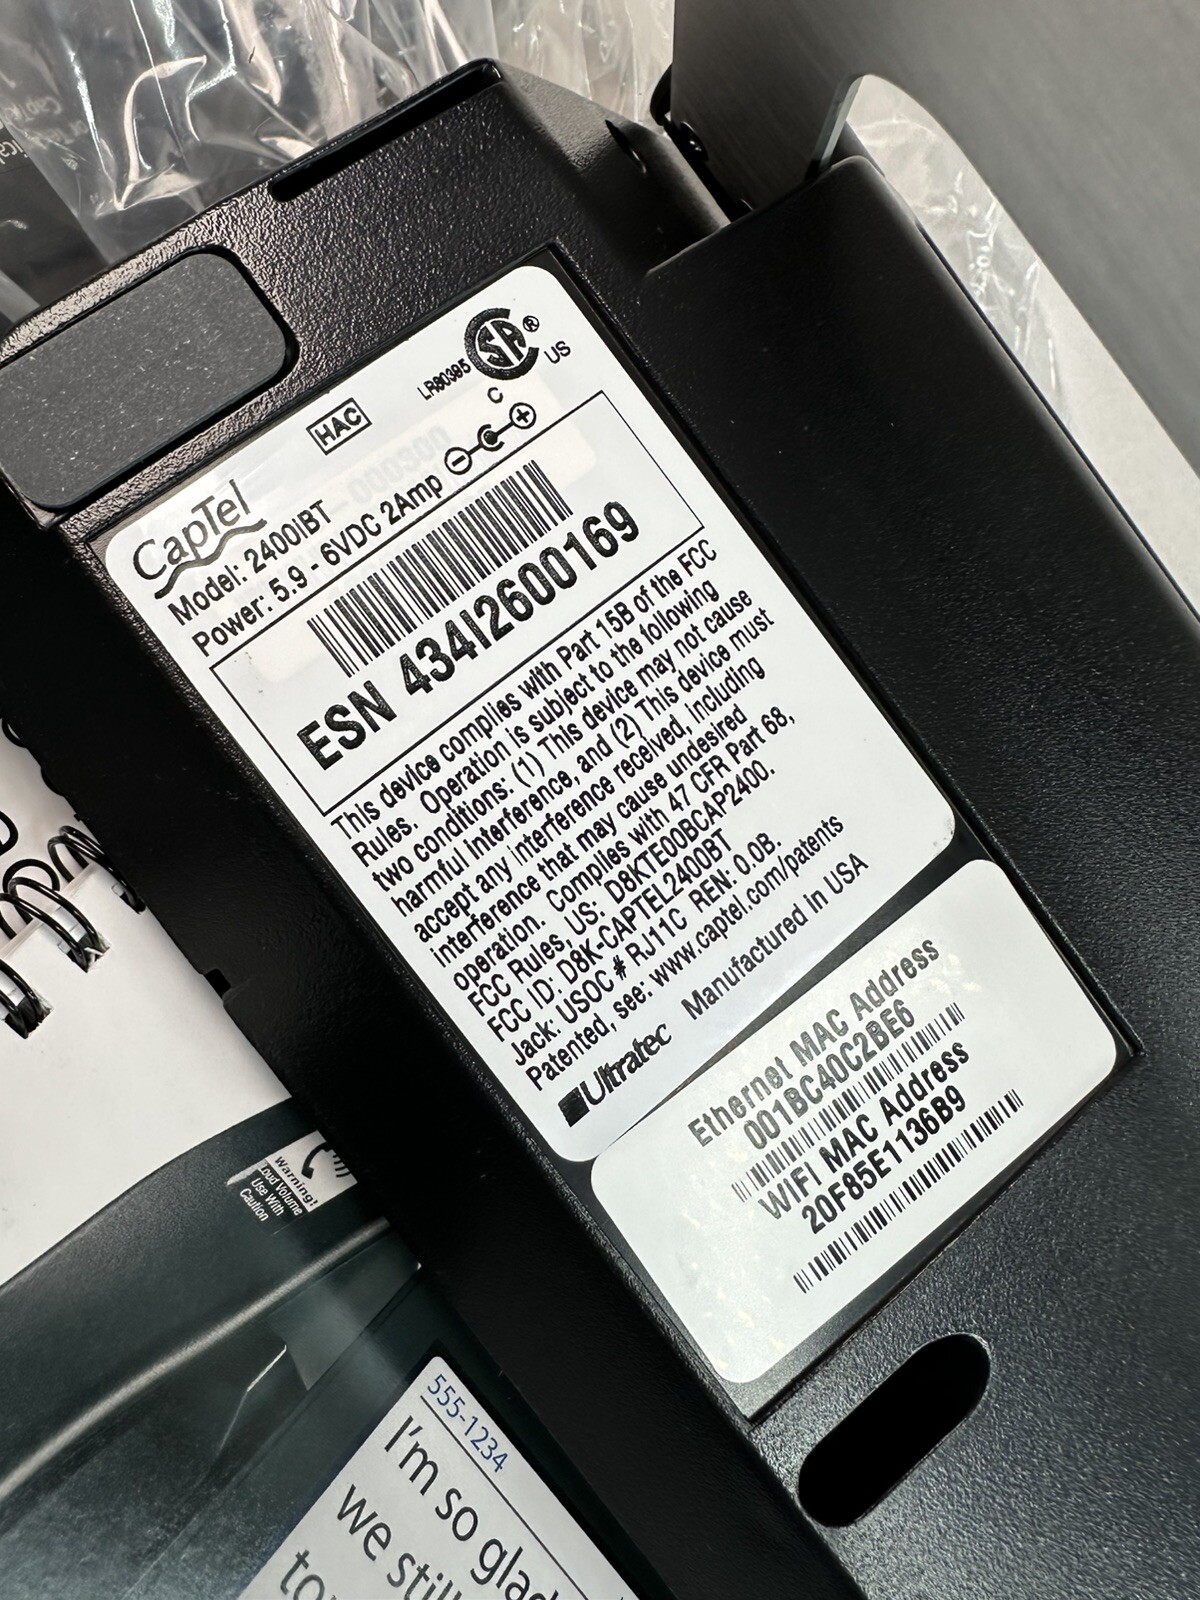 HAC
LR80395
C
US
CapTel
Model: 2400iBT
Power: 5.9 - 6VDC 2Amp
ESN 434I2600169
This device complies with Part 15B of the FCC
Rules. Operation is subject to the following
two conditions: (1) This device may not cause
harmful interference, and (2) This device must
accept any interference received, including
interference that may cause undesired
operation. Complies with 47 CFR Part 68,
FCC Rules, US: D8KTE00BCAP2400.
FCC ID: D8K-CAPTEL2400BT
Jack: USOC # RJ11C REN: 0.0B.
Patented, see: www.captel.com/patents
Ultratec Manufactured in USA
Ethernet MAC Address
001BC40C2BE6
WIFI MAC Address
20F85E1136B9
Warning!
Loud Volume
Use With
Caution
555-1234
I'm so glad
we still